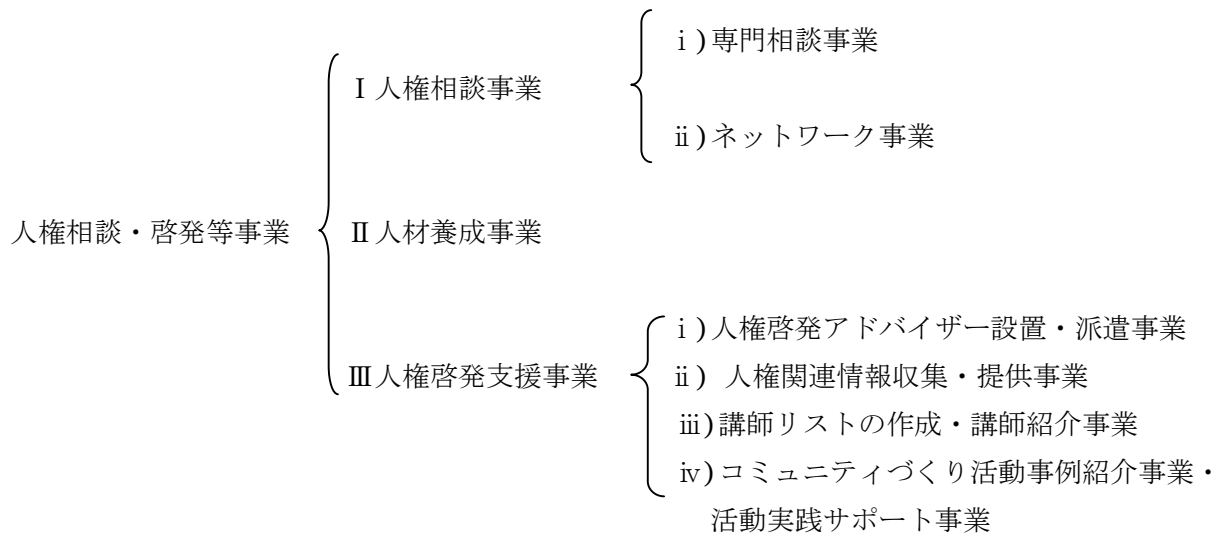 人権相談・啓発等事業
Ⅰ 人権相談事業
ⅰ)専門相談事業
ⅱ)ネットワーク事業
Ⅱ 人材養成事業
Ⅲ人権啓発支援事業
ⅰ)人権啓発アドバイザー設置・派遣事業
ⅱ) 人権関連情報収集・提供事業
ⅲ)講師リストの作成・講師紹介事業
ⅳ)コミュニティづくり活動事例紹介事業・
活動実践サポート事業